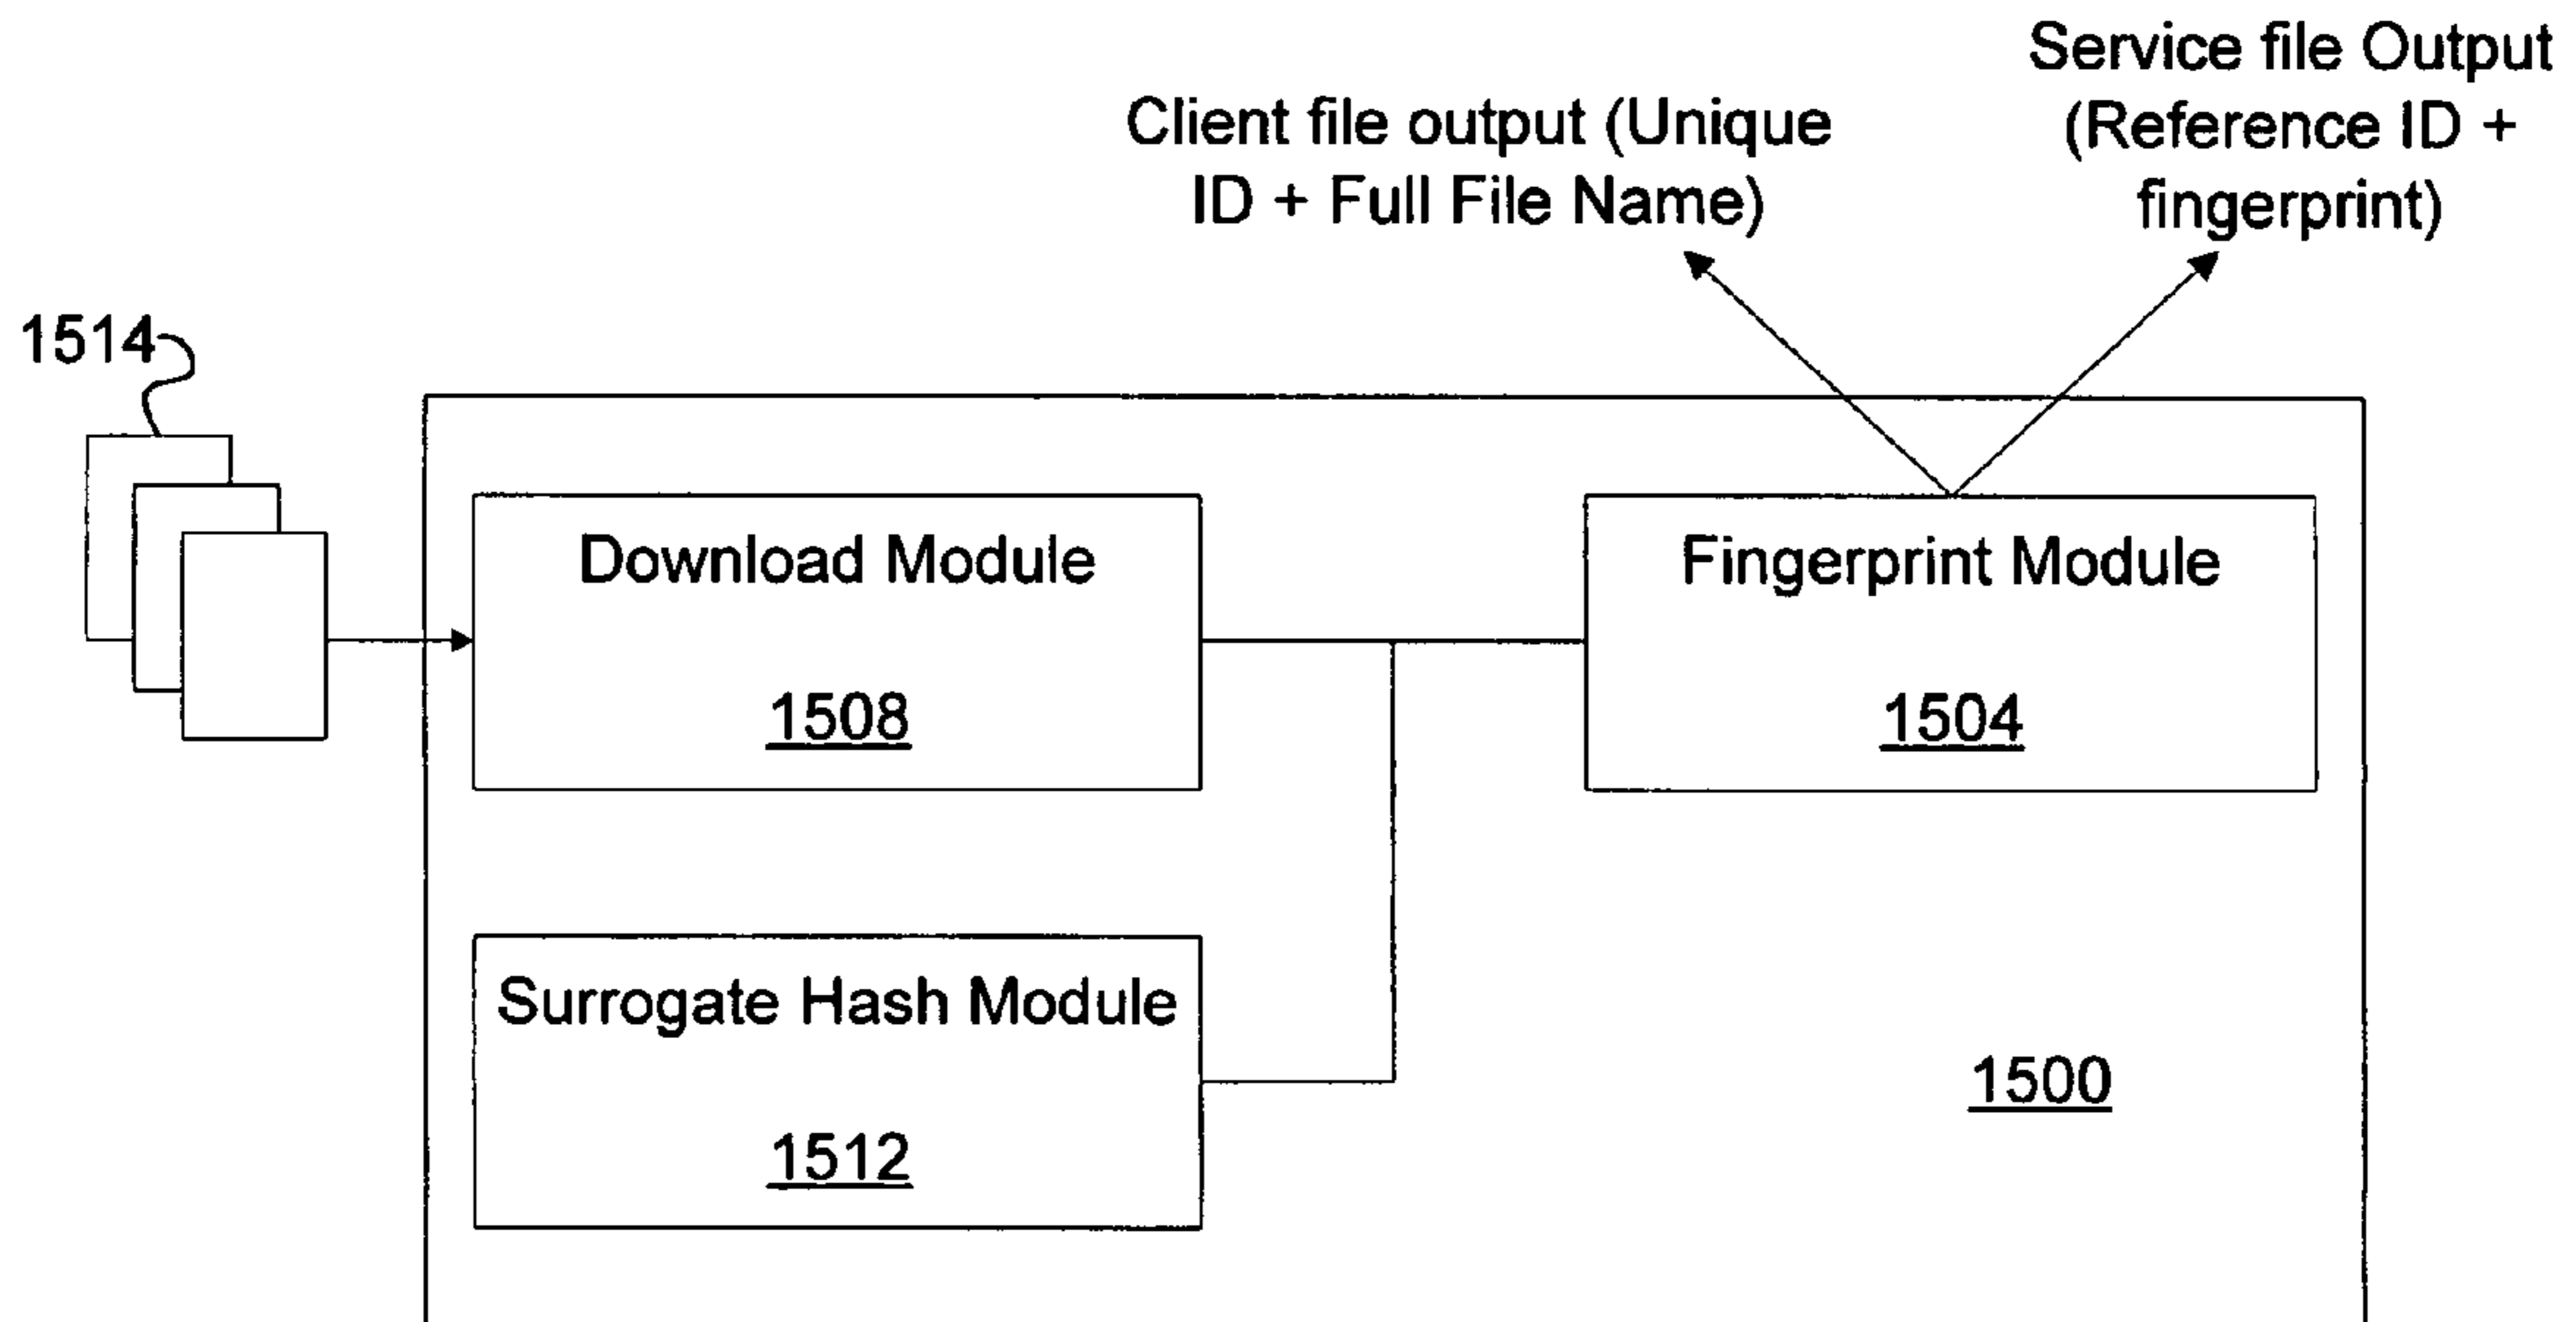 Service file Output
(Reference ID +
fingerprint)
Client file output (Unique
ID + Full File Name)
1514
Download Module
1508
Fingerprint Module
1504
Surrogate Hash Module
1512
1500